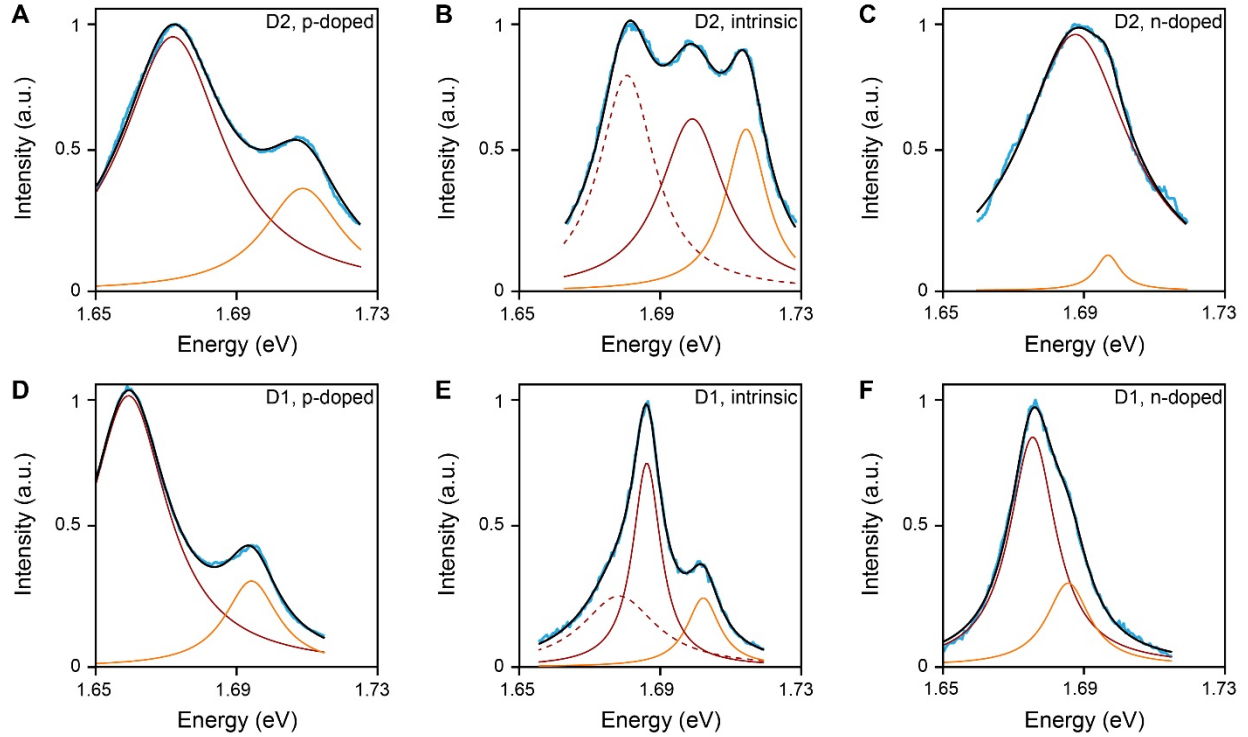 A
D2, p-doped
1
0.5
0
Intensity (a.u.)
1.65
1.69
1.73
Energy (eV)
B
D2, intrinsic
1
0.5
0
Intensity (a.u.)
1.65
1.69
1.73
Energy (eV)
C
D2, n-doped
1
0.5
0
Intensity (a.u.)
1.65
1.69
1.73
Energy (eV)
D
D1, p-doped
1
0.5
0
Intensity (a.u.)
1.65
1.69
1.73
Energy (eV)
E
D1, intrinsic
1
0.5
0
Intensity (a.u.)
1.65
1.69
1.73
Energy (eV)
F
D1, n-doped
1
0.5
0
Intensity (a.u.)
1.65
1.69
1.73
Energy (eV)